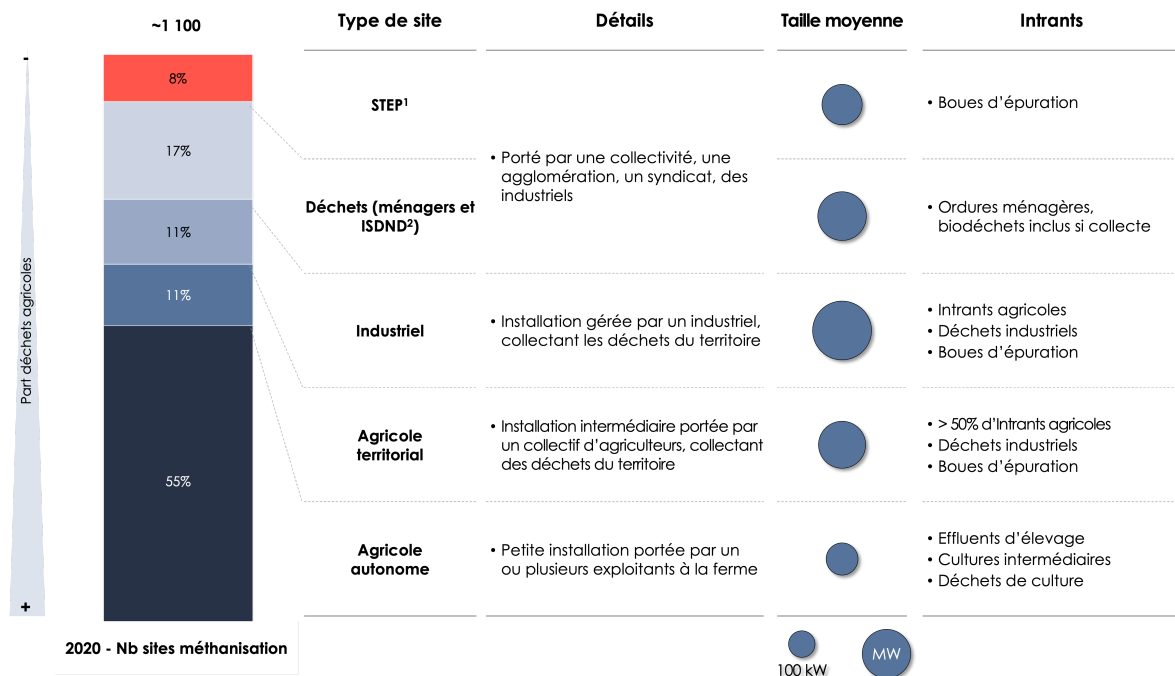 ~1 100
Type de site
Détails
Taille moyenne
Intrants
-
8%
17%
11%
11%
55%
+
Part déchets agricoles
2020 - Nb sites méthanisation
STEP¹
• Porté par une collectivité, une
agglomération, un syndicat, des
industriels
• Boues d'épuration
Déchets (ménagers et
ISDND²)
• Ordures ménagères,
biodéchets inclus si collecte
Industriel
• Installation gérée par un industriel,
collectant les déchets du territoire
• Intrants agricoles
• Déchets industriels
• Boues d'épuration
Agricole
territorial
• Installation intermédiaire portée par
un collectif d'agriculteurs, collectant
des déchets du territoire
• > 50% d'Intrants agricoles
• Déchets industriels
• Boues d'épuration
Agricole
autonome
• Petite installation portée par un
ou plusieurs exploitants à la ferme
• Effluents d'élevage
• Cultures intermédiaires
• Déchets de culture
100 kW
MW